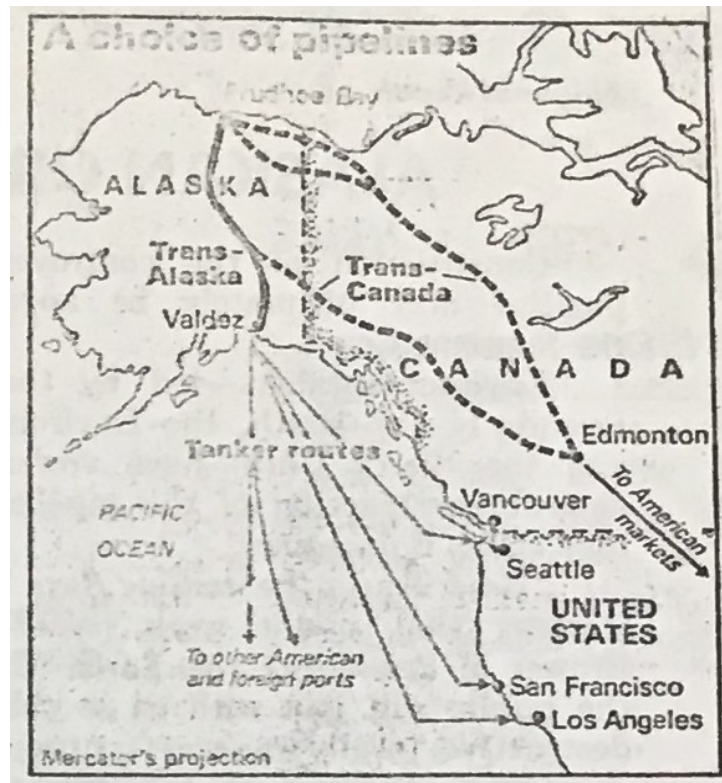 A choice of pipelines
Prudhoe Bay
ALASKA
Trans-
Alaska
Trans-
Canada
Valdez
CANADA
Edmonton
Tanker routes
To American
markets
PACIFIC
OCEAN
Vancouver
Seattle
UNITED
STATES
To other American
and foreign ports
San Francisco
Los Angeles
Mercator's projection